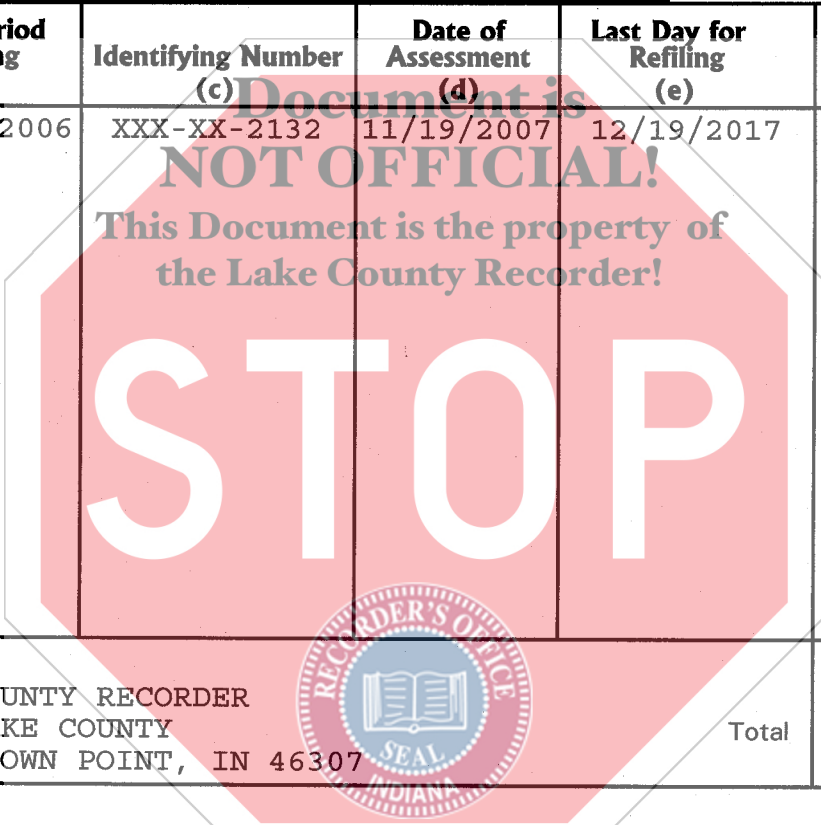 riod
g
Identifying Number
(c)
Date of
Assessment
(d)
Last Day for
Refiling
(e)
2006 XXX-XX-2132 11/19/2007 12/19/2017
Document is
NOT OFFICIAL!
This Document is the property of
the Lake County Recorder!
STOP
UNTY RECORDER
KE COUNTY
OWN POINT, IN 46307
Total
RECORDER'S OFFICE
SEAL
INDIANA